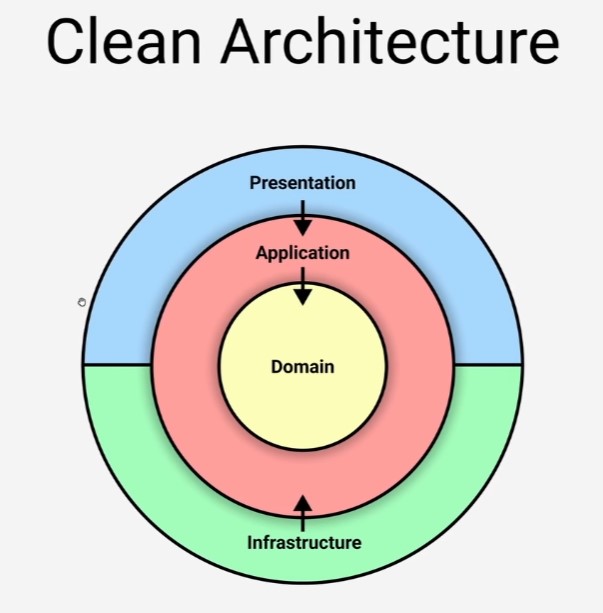 Clean Architecture
Presentation
Application
Domain
Infrastructure